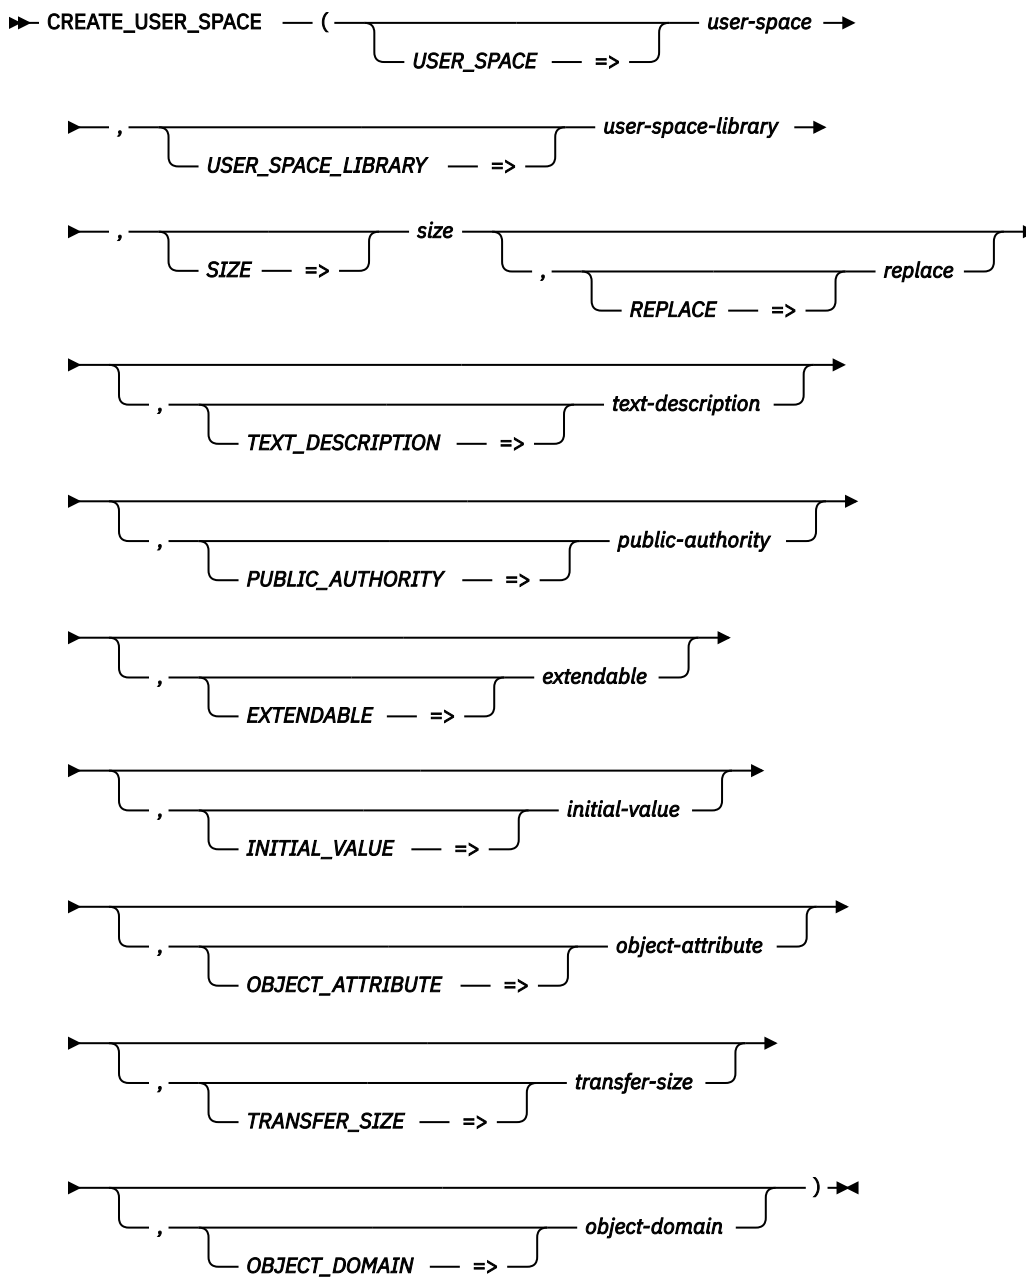 CREATE_USER_SPACE ( user-space
USER_SPACE =>
, user-space-library
USER_SPACE_LIBRARY =>
, size
SIZE => , replace
REPLACE =>
, text-description
TEXT_DESCRIPTION =>
, public-authority
PUBLIC_AUTHORITY =>
, extendable
EXTENDABLE =>
, initial-value
INITIAL_VALUE =>
, object-attribute
OBJECT_ATTRIBUTE =>
, transfer-size
TRANSFER_SIZE =>
)
, object-domain
OBJECT_DOMAIN =>